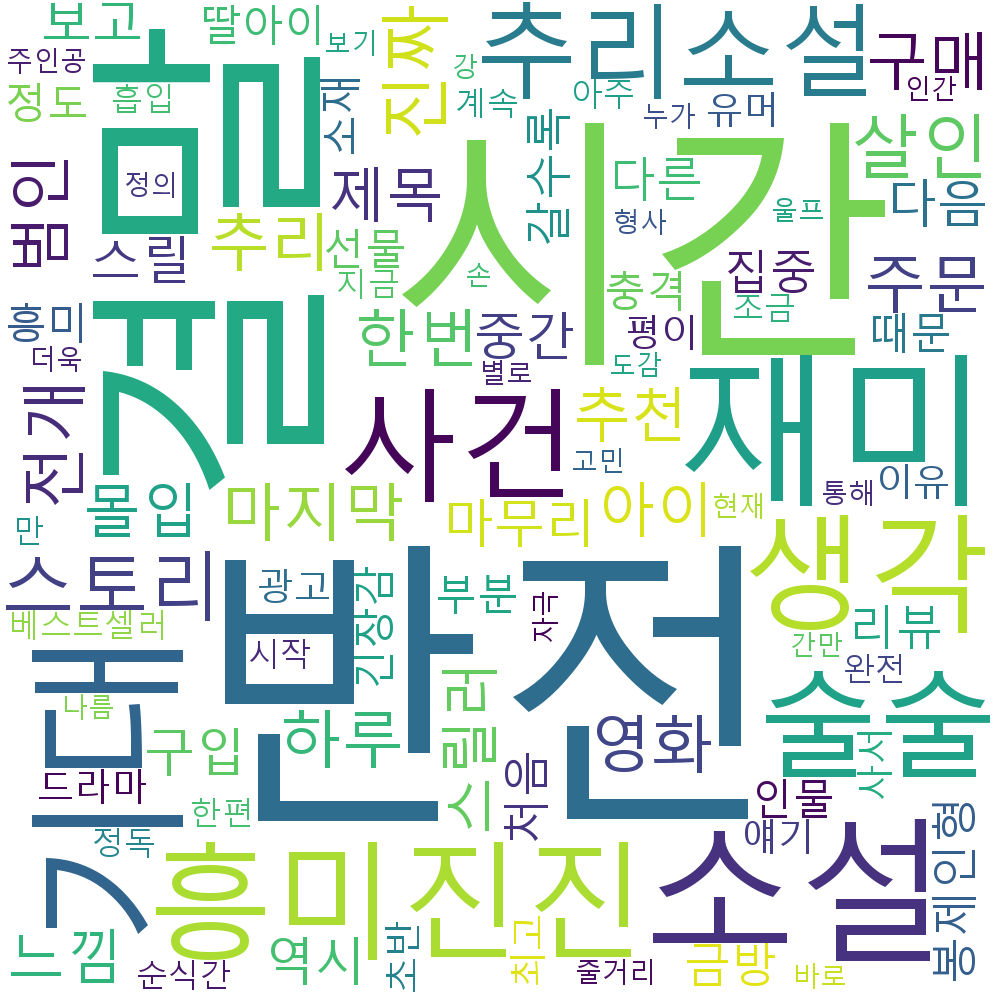 보고
딸아이
보기
진짜
추리소설
구매
주인공
정도
흡입
결말
소재
강
계속
아주
누가
유머
인간
살인
범인
정의
제목
갈수록
시간
다른
형사
울프
다음
스릴
추리
선물
지금
손
충격
집중
조금
주문
흥미
더욱
한번
중간
별로
평이
도감
때문
전개
사건
추천
고민
재미
몰입
마지막
마무리
아이
현재
통해
이유
만
스토리
광고
긴장감
반전
부분
자극
생각
리뷰
간만
완전
베스트셀러
시작
기대
나름
구입
하루
스릴러
처음
영화
술술
사서
드라마
한편
정독
인물
얘기
봉제인형
느낌
흥미진진
소설
역시
초반
최고
줄거리
금방
바로
순식간